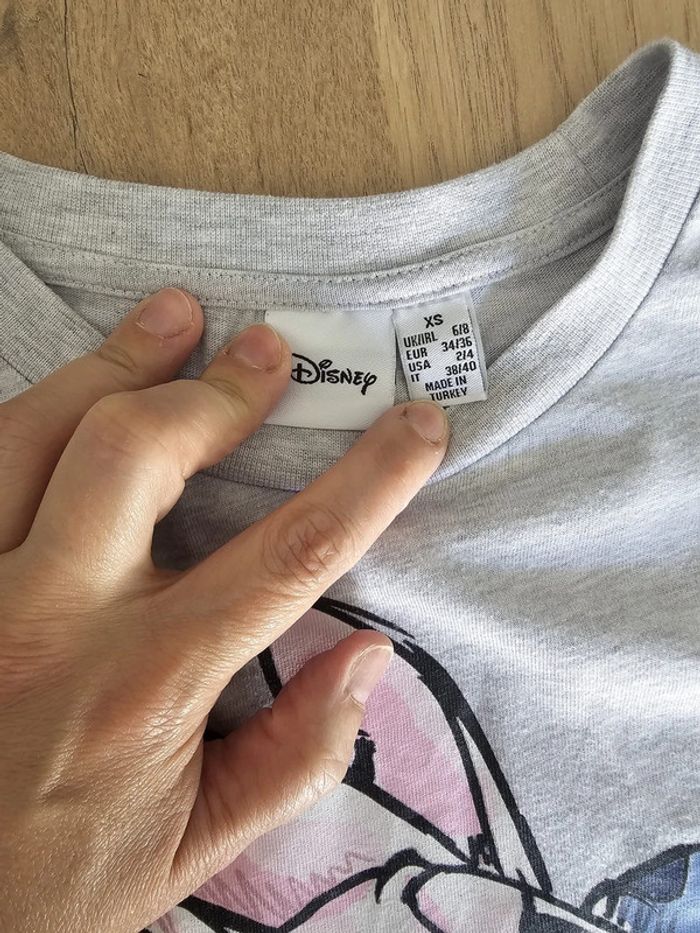 Disney
XS
UK/IRL 6/8
EUR 34/36
USA 2/4
IT 38/40
MADE IN
TURKEY